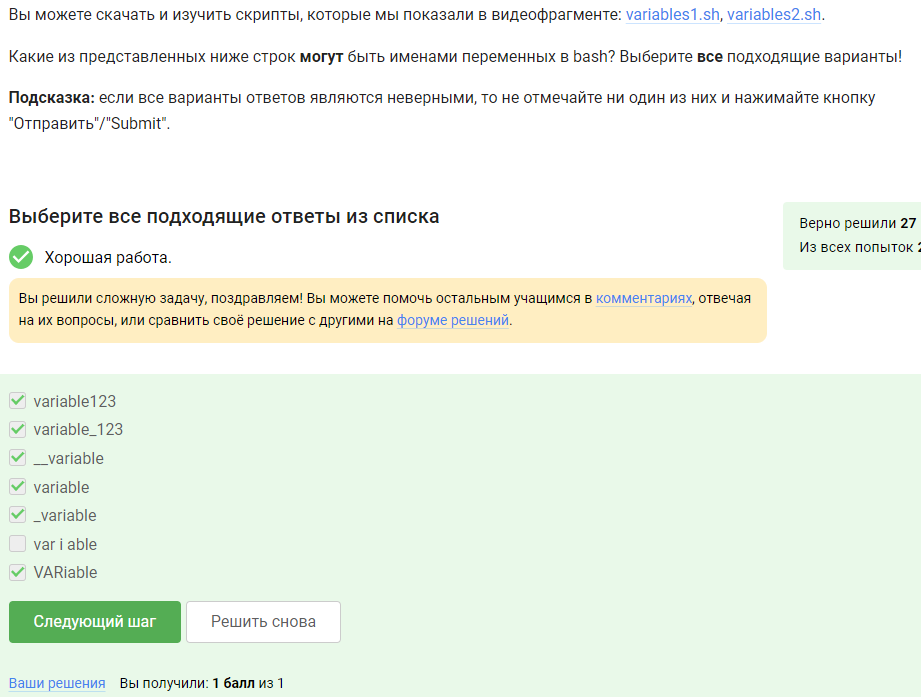 Вы можете скачать и изучить скрипты, которые мы показали в видеофрагменте: variables1.sh, variables2.sh.
Какие из представленных ниже строк могут быть именами переменных в bash? Выберите все подходящие варианты!
Подсказка: если все варианты ответов являются неверными, то не отмечайте ни один из них и нажимайте кнопку
"Отправить"/"Submit".
Выберите все подходящие ответы из списка
Верно решили 27
Из всех попыток
Хорошая работа.
Вы решили сложную задачу, поздравляем! Вы можете помочь остальным учащимся в комментариях, отвечая
на их вопросы, или сравнить своё решение с другими на форуме решений.
variable123
variable_123
__variable
variable
_variable
var i able
VARiable
Следующий шаг
Решить снова
Ваши решения Вы получили: 1 балл из 1